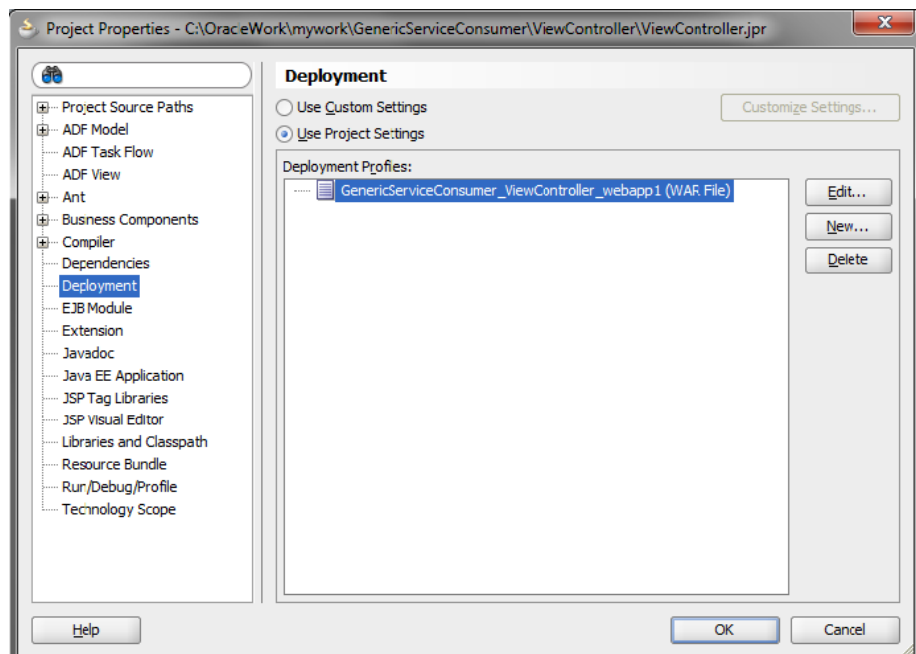 Project Properties - C:\OracleWork\mywork\GenericServiceConsumer\ViewController\ViewController.jpr
Project Source Paths
ADF Model
ADF Task Flow
ADF View
Ant
Busness Components
Compiler
Dependencies
Deployment
EJB Module
Extension
Javadoc
Java EE Application
JSP Tag Libraries
JSP Visual Editor
Libraries and Classpath
Resource Bundle
Run/Debug/Profile
Technology Scope
Deployment
Use Custom Settings
Customize Settings...
Use Project Settings
Deployment Profies:
GenericServiceConsumer_ViewController_webapp1 (WAR File)
Edit...
New...
Delete
Help
OK
Cancel